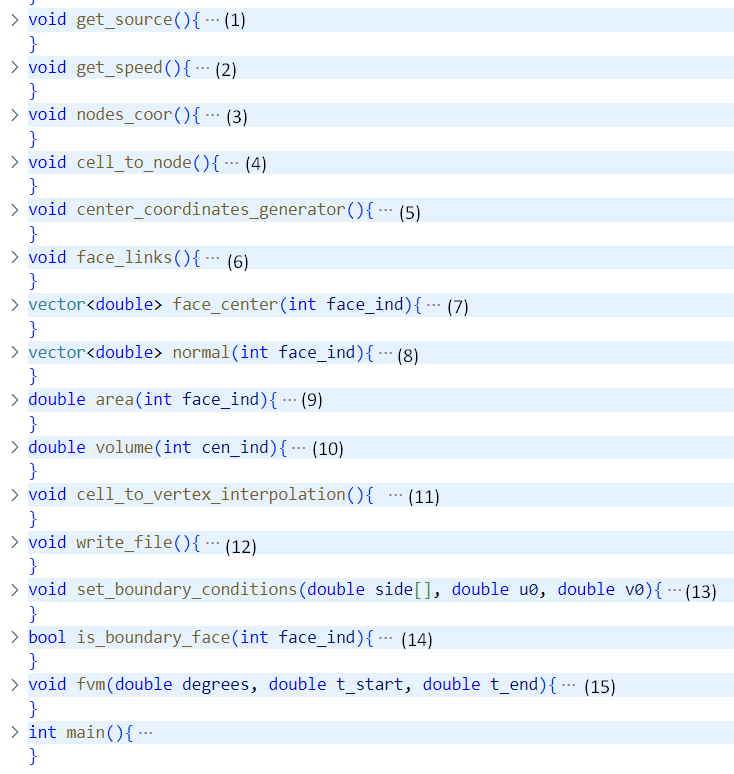 }
> void get_source(){ ··· (1)
}
> void get_speed(){ ··· (2)
}
> void nodes_coor(){ ··· (3)
}
> void cell_to_node(){ ··· (4)
}
> void center_coordinates_generator(){ ··· (5)
}
> void face_links(){ ··· (6)
}
> vector<double> face_center(int face_ind){ ··· (7)
}
> vector<double> normal(int face_ind){ ··· (8)
}
> double area(int face_ind){ ··· (9)
}
> double volume(int cen_ind){ ··· (10)
}
> void cell_to_vertex_interpolation(){ ··· (11)
}
> void write_file(){ ··· (12)
}
> void set_boundary_conditions(double side[], double u0, double v0){ ··· (13)
}
> bool is_boundary_face(int face_ind){ ··· (14)
}
> void fvm(double degrees, double t_start, double t_end){ ··· (15)
}
> int main(){ ···
}